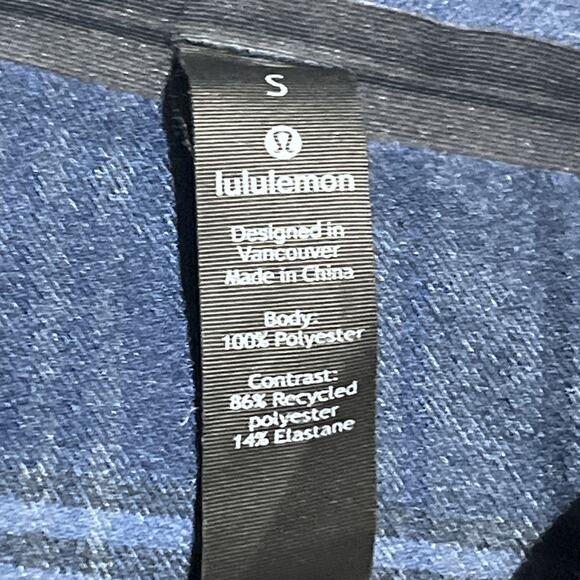 S
lululemon
Designed in
Vancouver
Made in China
Body:
100% Polyester
Contrast:
86% Recycled
polyester
14% Elastane